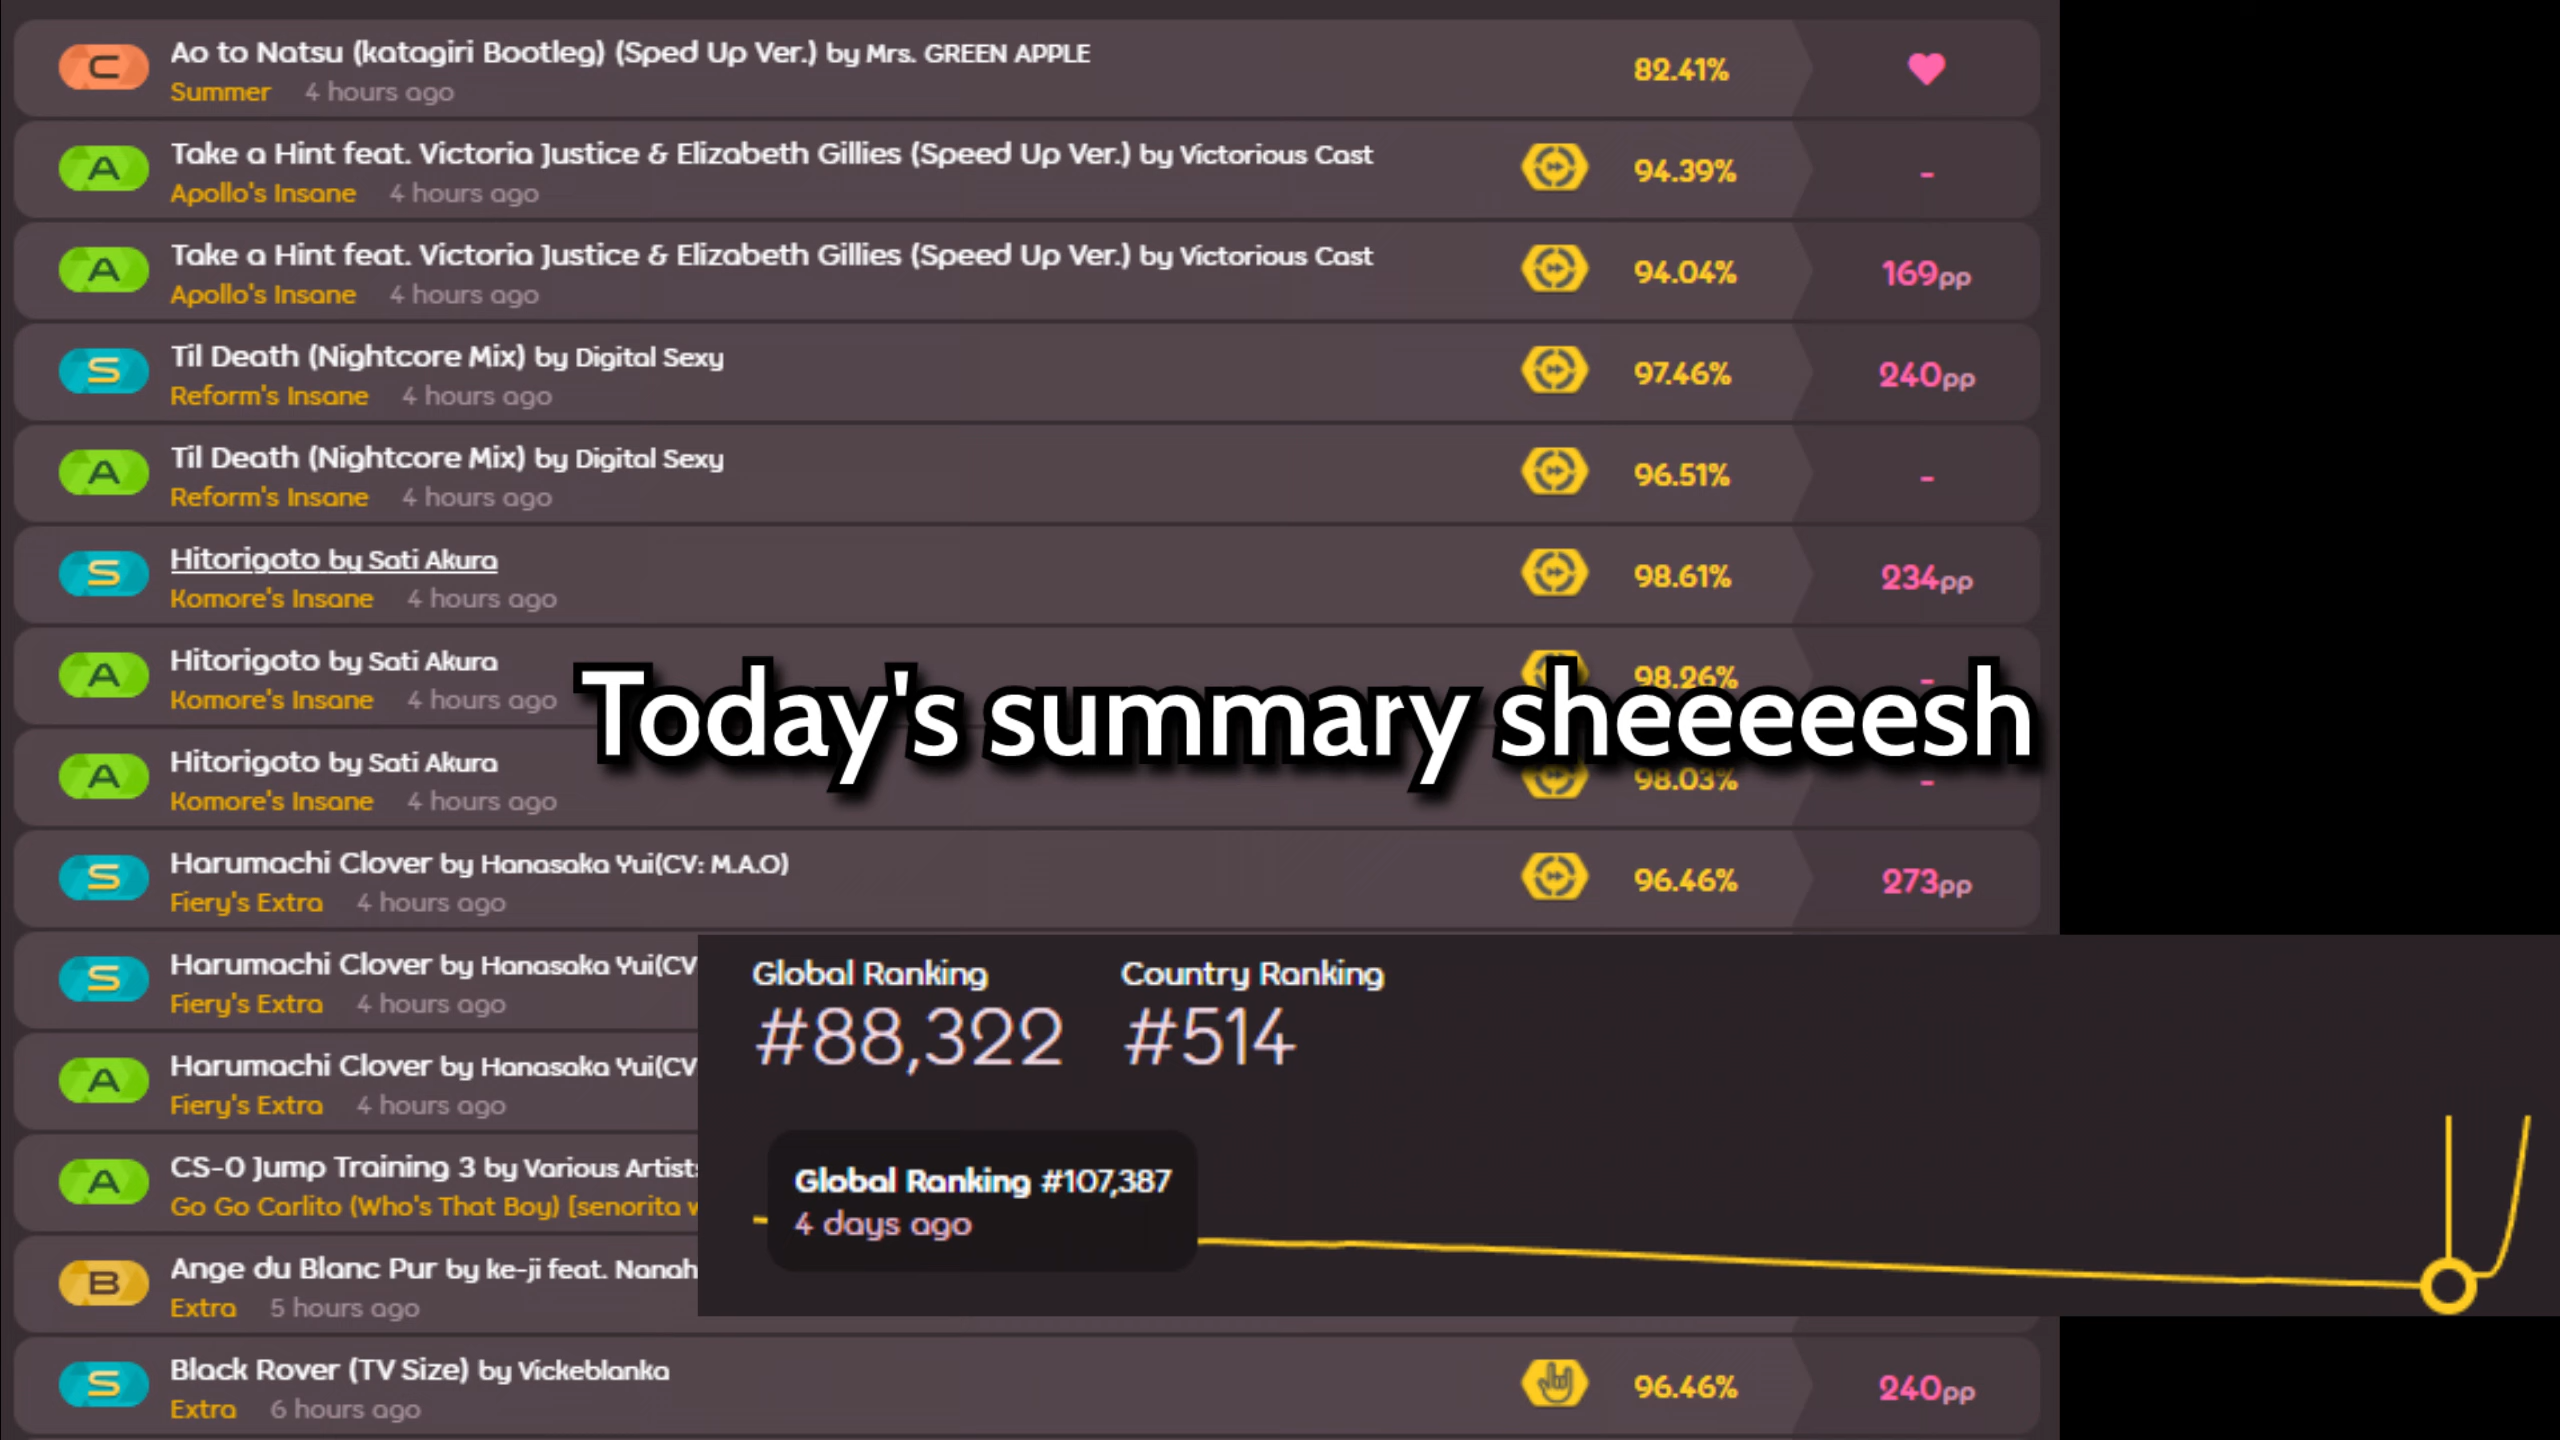 C
Ao to Natsu (katagiri Bootleg) (Sped Up Ver.) by Mrs. GREEN APPLE
Summer 4 hours ago
82.41%
A
Take a Hint feat. Victoria Justice & Elizabeth Gillies (Speed Up Ver.) by Victorious Cast
Apollo's Insane 4 hours ago
94.39% -
A
Take a Hint feat. Victoria Justice & Elizabeth Gillies (Speed Up Ver.) by Victorious Cast
Apollo's Insane 4 hours ago
94.04% 169pp
S
Til Death (Nightcore Mix) by Digital Sexy
Reform's Insane 4 hours ago
97.46% 240pp
A
Til Death (Nightcore Mix) by Digital Sexy
Reform's Insane 4 hours ago
96.51% -
S
Hitorigoto by Sati Akura
Komore's Insane 4 hours ago
98.61% 234pp
A
Hitorigoto by Sati Akura
Komore's Insane 4 hours ago
98.26% -
Today's summary sheeeeesh
A
Hitorigoto by Sati Akura
Komore's Insane 4 hours ago
98.03% -
S
Harumachi Clover by Hanasaka Yui(CV: M.A.O)
Fiery's Extra 4 hours ago
96.46% 273pp
S
Harumachi Clover by Hanasaka Yui(CV
Fiery's Extra 4 hours ago
A
Harumachi Clover by Hanasaka Yui(CV
Fiery's Extra 4 hours ago
A
CS-0 Jump Training 3 by Various Artists
Go Go Carlito (Who's That Boy) [senorita
B
Ange du Blanc Pur by ke-ji feat. Nanah
Extra 5 hours ago
Global Ranking Country Ranking
#88,322 #514
Global Ranking #107,387
4 days ago
S
Black Rover (TV Size) by Vickeblanka
Extra 6 hours ago
96.46% 240pp